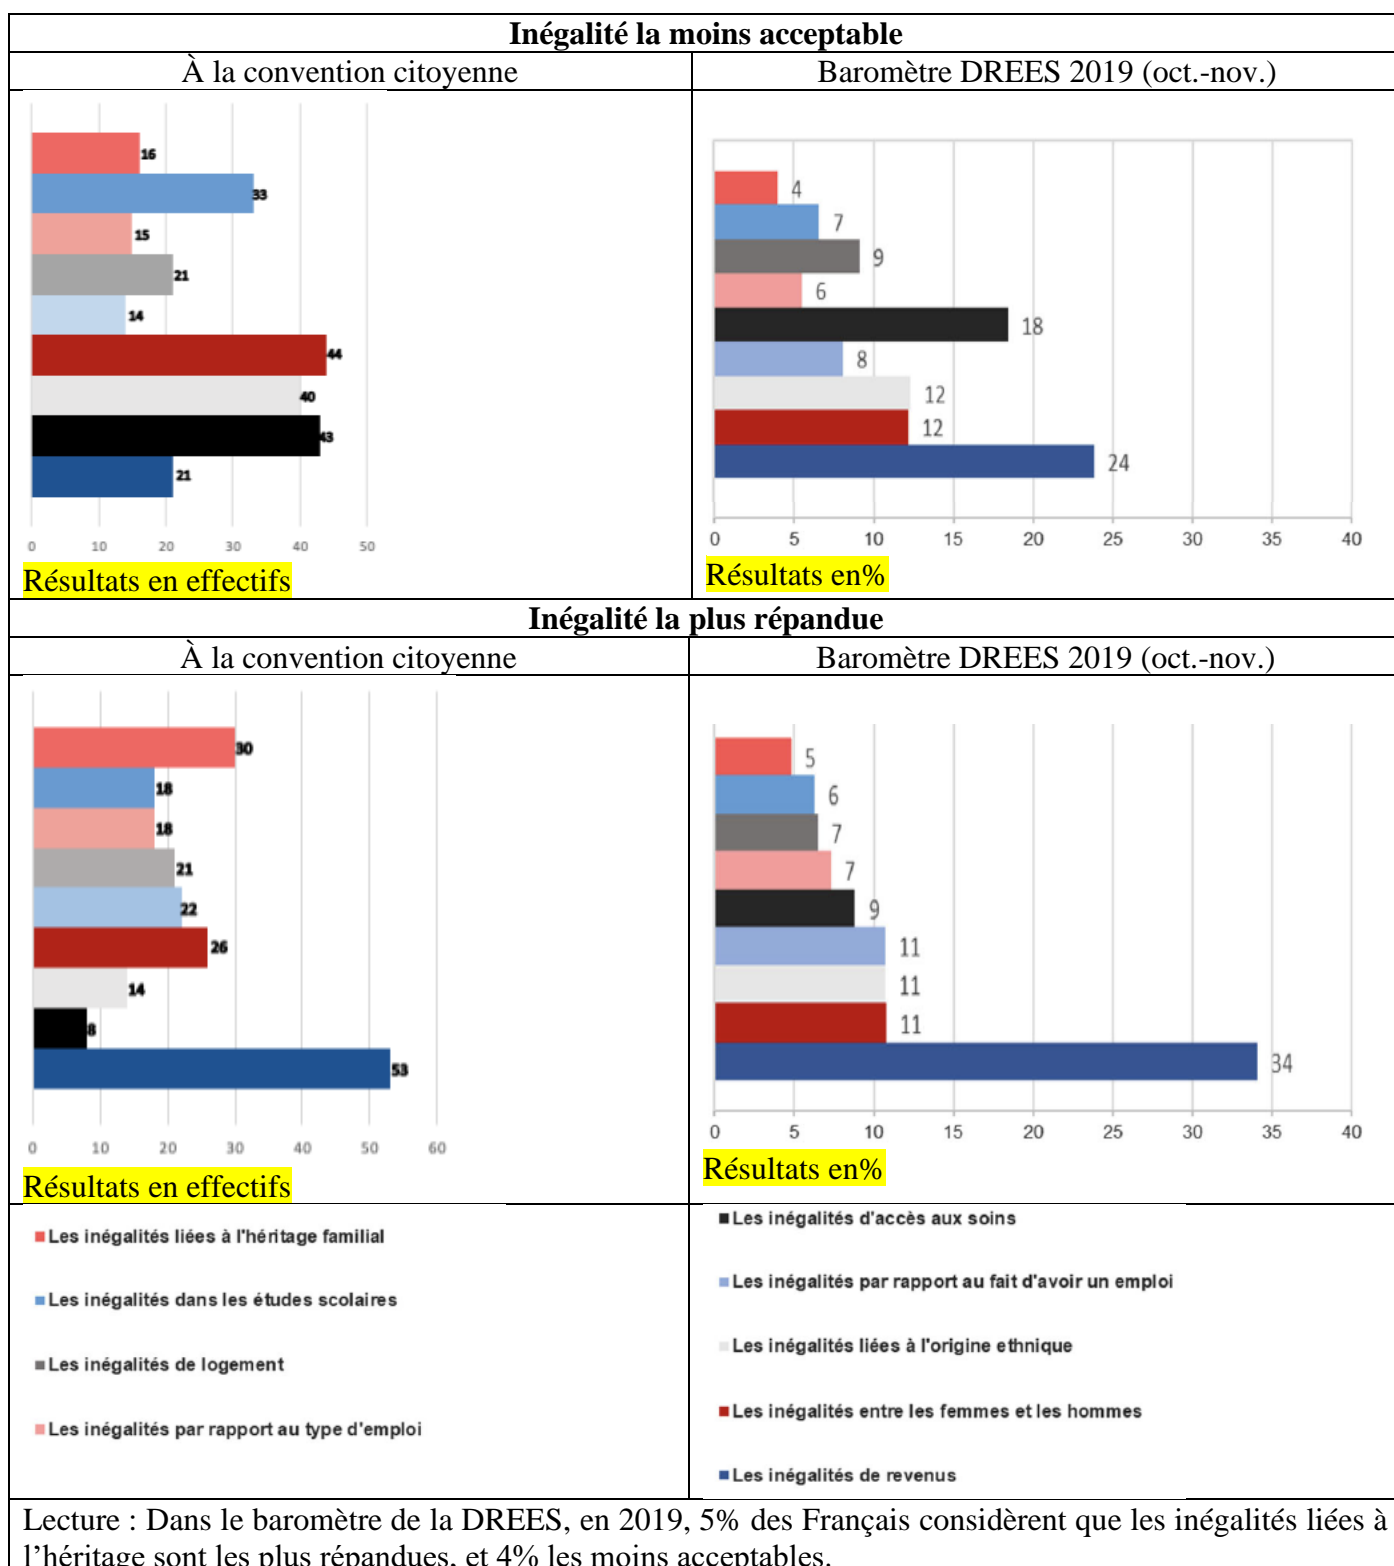 Inégalité la moins acceptable
À la convention citoyenne
Baromètre DREES 2019 (oct.-nov.)
16
33
15
21
14
44
40
43
21
0 10 20 30 40 50
Résultats en effectifs
4
7
9
6
18
8
12
12
24
0 5 10 15 20 25 30 35 40
Résultats en%
Inégalité la plus répandue
À la convention citoyenne
Baromètre DREES 2019 (oct.-nov.)
30
18
18
21
22
26
14
8
53
0 10 20 30 40 50 60
Résultats en effectifs
5
6
7
7
9
11
11
11
34
0 5 10 15 20 25 30 35 40
Résultats en%
Les inégalités liées à l'héritage familial
Les inégalités dans les études scolaires
Les inégalités de logement
Les inégalités par rapport au type d'emploi
Les inégalités d'accès aux soins
Les inégalités par rapport au fait d'avoir un emploi
Les inégalités liées à l'origine ethnique
Les inégalités entre les femmes et les hommes
Les inégalités de revenus
Lecture : Dans le baromètre de la DREES, en 2019, 5% des Français considèrent que les inégalités liées à
l'héritage sont les plus répandues, et 4% les moins acceptables.